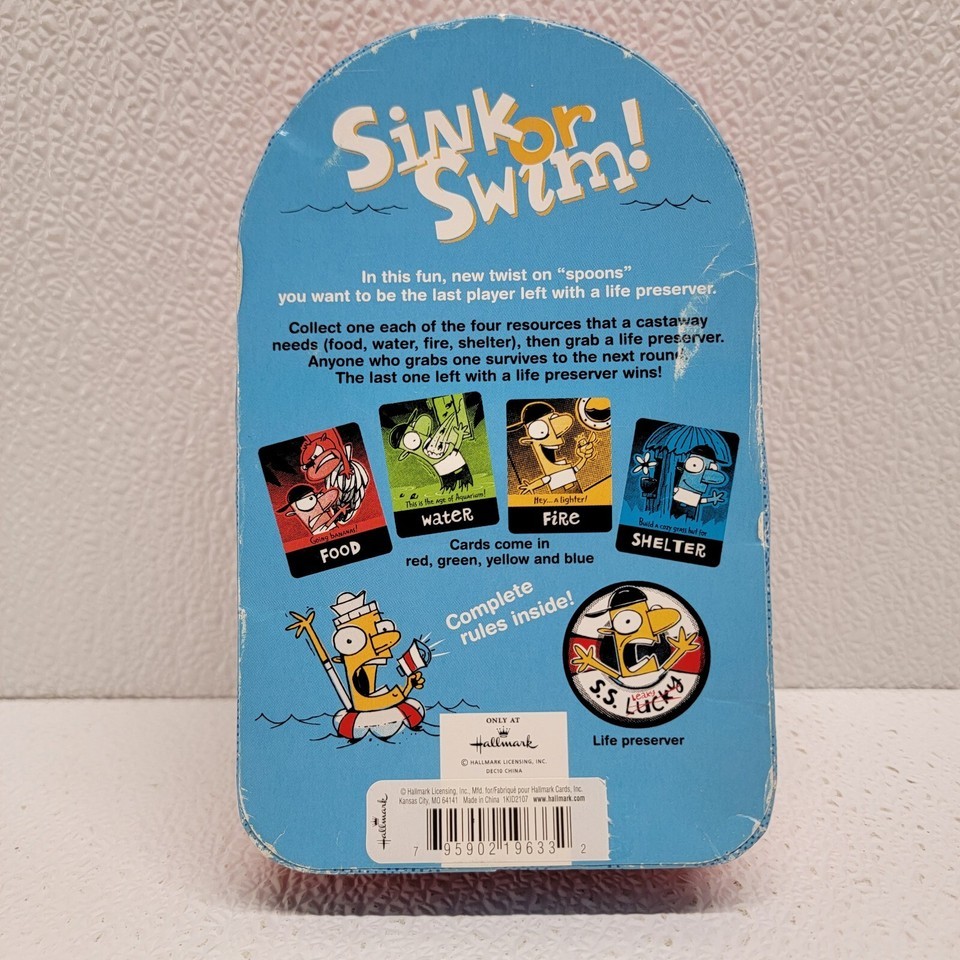 Sink or
Swim!
In this fun, new twist on "spoons"
you want to be the last player left with a life preserver.
Collect one each of the four resources that a castaway
needs (food, water, fire, shelter), then grab a life preserver.
Anyone who grabs one survives to the next round.
The last one left with a life preserver wins!
Going bananas!
FOOD
This is the age of Aquarium!
WATER
Hey... a lighter!
FiRE
Build a cozy grass hut for
SHELTER
Cards come in
red, green, yellow and blue
Complete
rules inside!
S.S. Leaky LUCKY
Life preserver
ONLY AT
Hallmark
© HALLMARK LICENSING, INC.
DEC10 CHINA
Hallmark
© Hallmark Licensing, Inc., Mfd. for/Fabriqué pour Hallmark Cards, Inc.
Kansas City, MO 64141 Made in China 1KID2107 www.hallmark.com
7 95902 19633 2